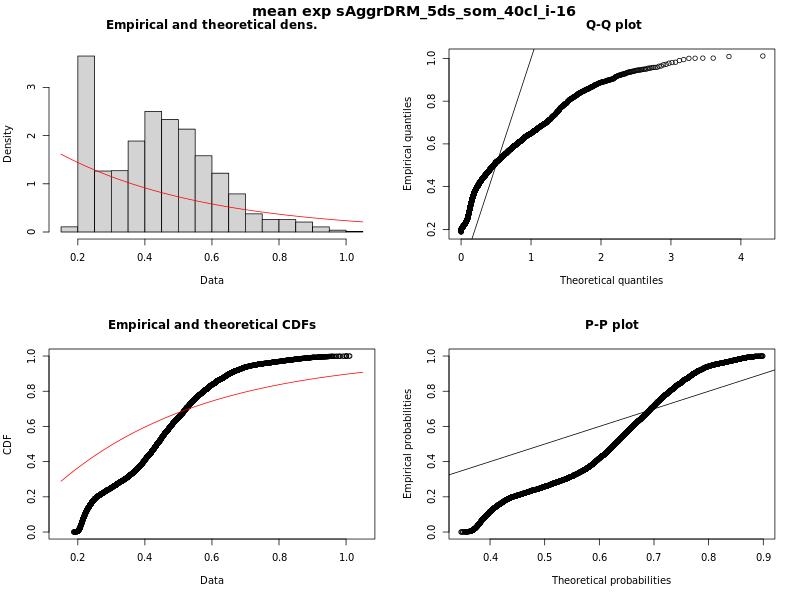 mean exp sAggrDRM_5ds_som_40cl_i-16
Empirical and theoretical dens.
Density
0 1 2 3
0.2 0.4 0.6 0.8 1.0
Data
Q-Q plot
Empirical quantiles
0.2 0.4 0.6 0.8 1.0
0 1 2 3 4
Theoretical quantiles
Empirical and theoretical CDFs
CDF
0.0 0.2 0.4 0.6 0.8 1.0
0.2 0.4 0.6 0.8 1.0
Data
P-P plot
Empirical probabilities
0.0 0.2 0.4 0.6 0.8 1.0
0.4 0.5 0.6 0.7 0.8 0.9
Theoretical probabilities